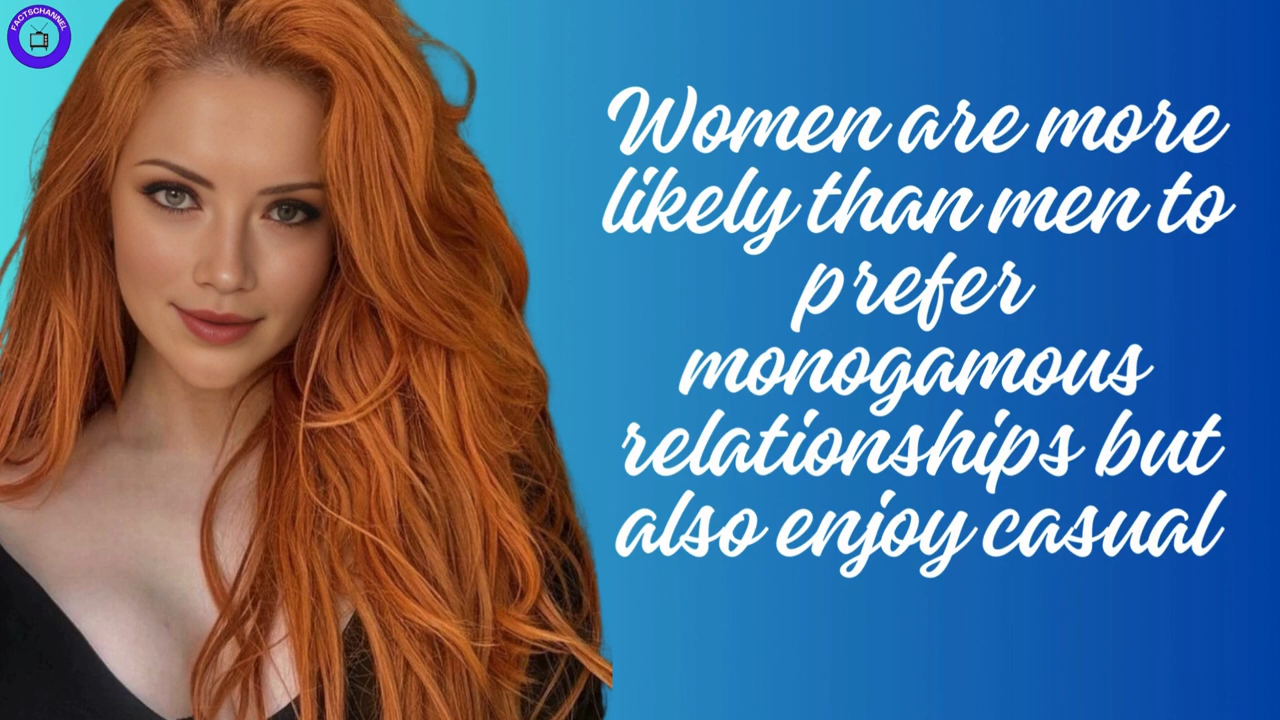 FACTSCHANNEL
Women are more
likely than men to
prefer
monogamous
relationships but
also enjoy casual